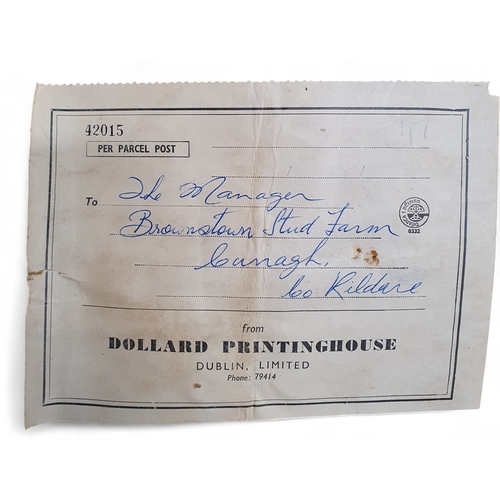 42015
PER PARCEL POST
To The Manager
Brownstown Stud Farm
Curragh,
Co Kildare
0332
from
DOLLARD PRINTINGHOUSE
DUBLIN, LIMITED
Phone: 79414